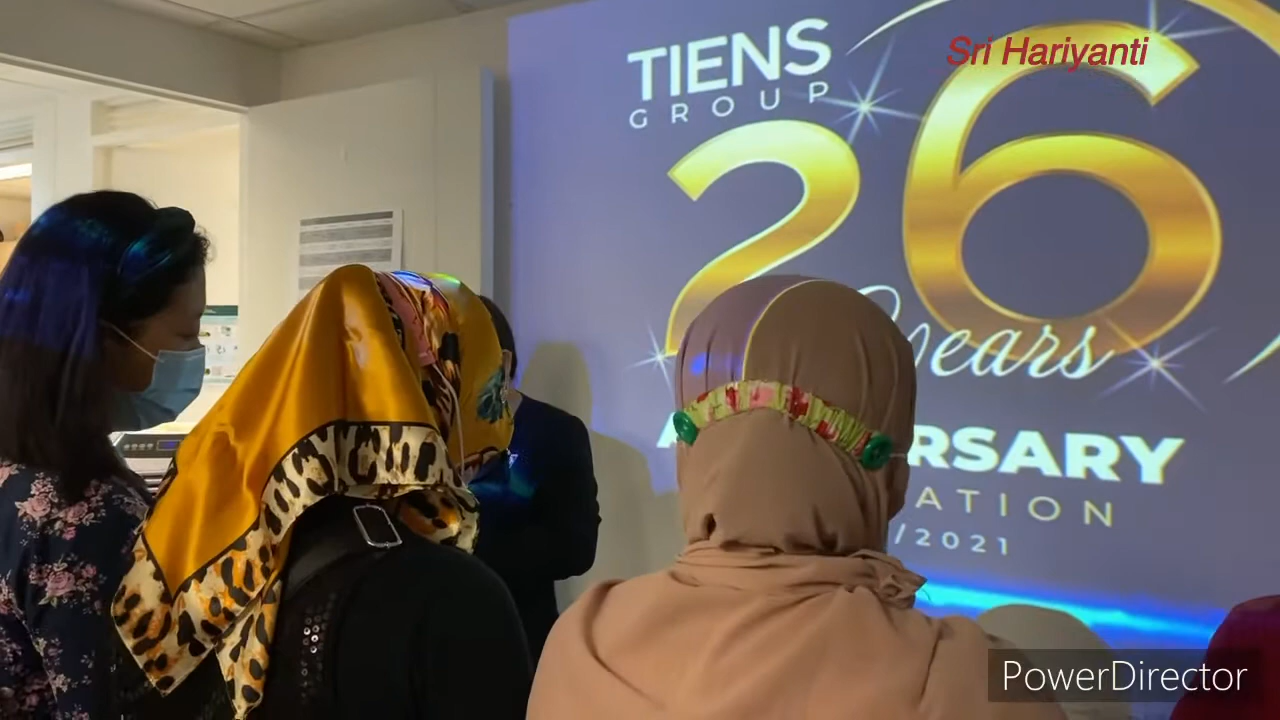 Sri Hariyanti
TIENS
GROUP
26
years
RSARY
ATION
/2021
PowerDirector